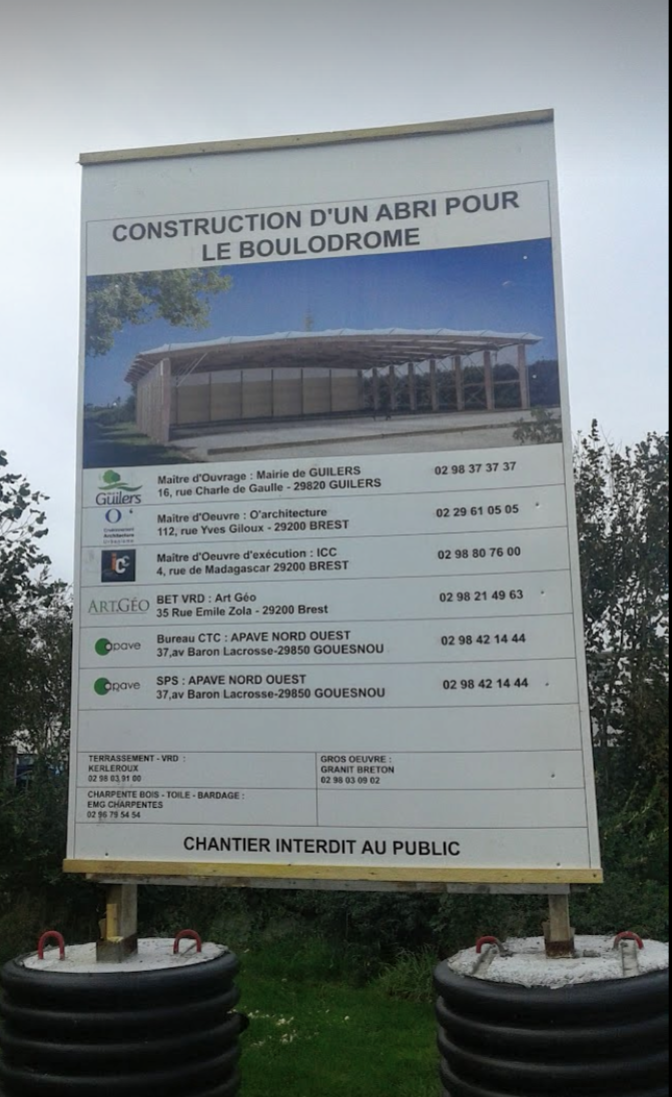 CONSTRUCTION D'UN ABRI POUR
LE BOULODROME
Guilers
Maître d'Ouvrage : Mairie de GUILERS
16, rue Charle de Gaulle - 29820 GUILERS
02 98 37 37 37
O'
Architecture
Maître d'Oeuvre : O'architecture
112, rue Yves Giloux - 29200 BREST
02 29 61 05 05
icc
Maître d'Oeuvre d'exécution : ICC
4, rue de Madagascar 29200 BREST
02 98 80 76 00
ART.GÉO
BET VRD : Art Géo
35 Rue Emile Zola - 29200 Brest
02 98 21 49 63
apave
Bureau CTC : APAVE NORD OUEST
37,av Baron Lacrosse-29850 GOUESNOU
02 98 42 14 44
apave
SPS : APAVE NORD OUEST
37,av Baron Lacrosse-29850 GOUESNOU
02 98 42 14 44
TERRASSEMENT - VRD :
KERLEROUX
02 98 03 91 00
GROS OEUVRE :
GRANIT BRETON
02 98 03 09 02
CHARPENTE BOIS - TOILE - BARDAGE :
EMG CHARPENTES
02 96 79 54 54
CHANTIER INTERDIT AU PUBLIC